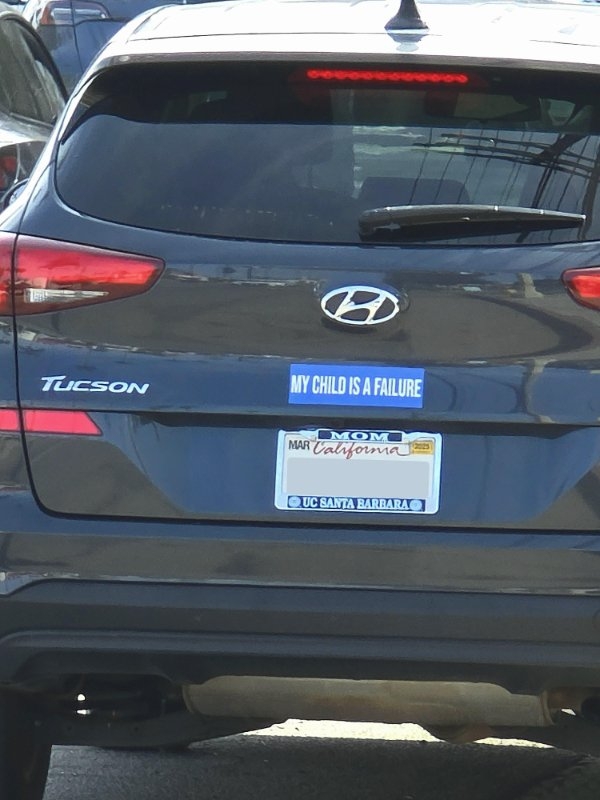 TUCSON
MY CHILD IS A FAILURE
MOM
MAR California 2025
UC SANTA BARBARA